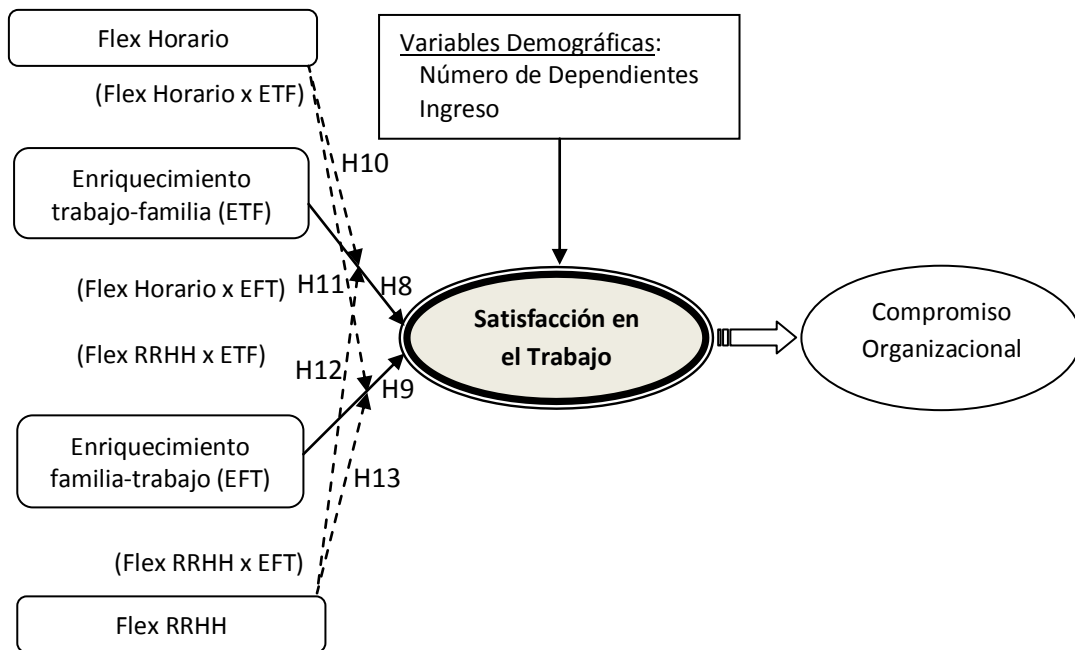 Flex Horario
(Flex Horario x ETF)
Variables Demográficas:
Número de Dependientes
Ingreso
H10
Enriquecimiento
trabajo-familia (ETF)
(Flex Horario x EFT)
H11
H8
Satisfacción en
el Trabajo
Compromiso
Organizacional
(Flex RRHH x ETF)
H12
H9
Enriquecimiento
familia-trabajo (EFT)
H13
(Flex RRHH x EFT)
Flex RRHH